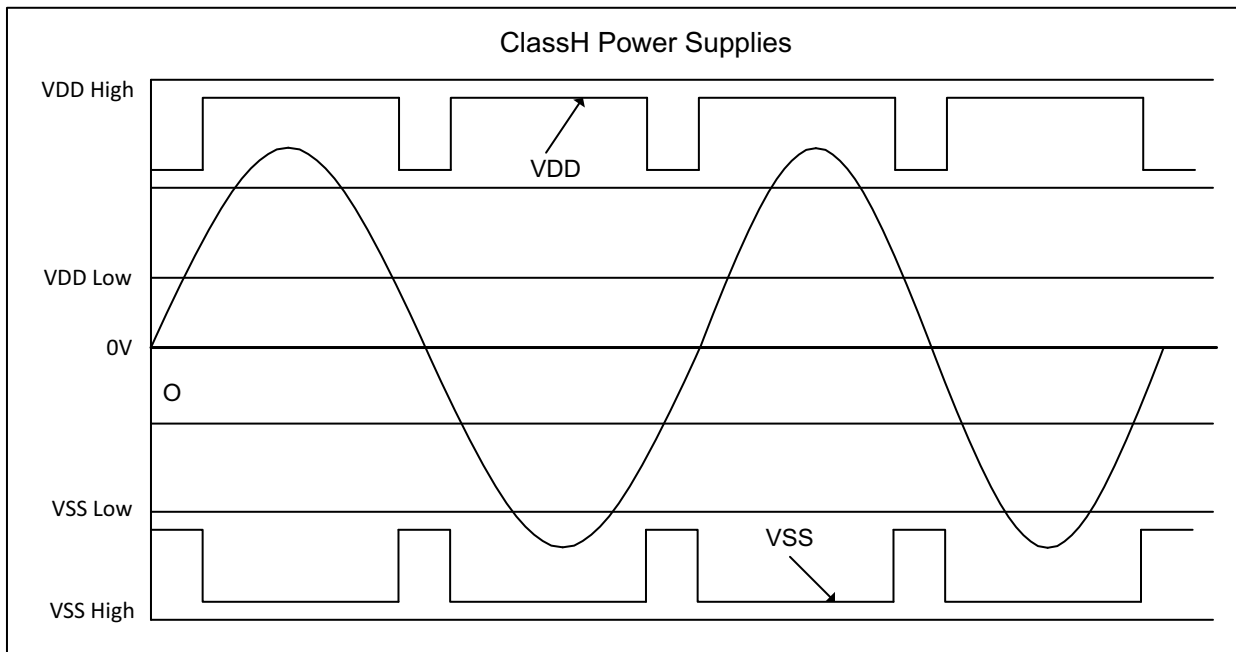 ClassH Power Supplies
VDD High
VDD
VDD Low
0V
O
VSS Low
VSS
VSS High